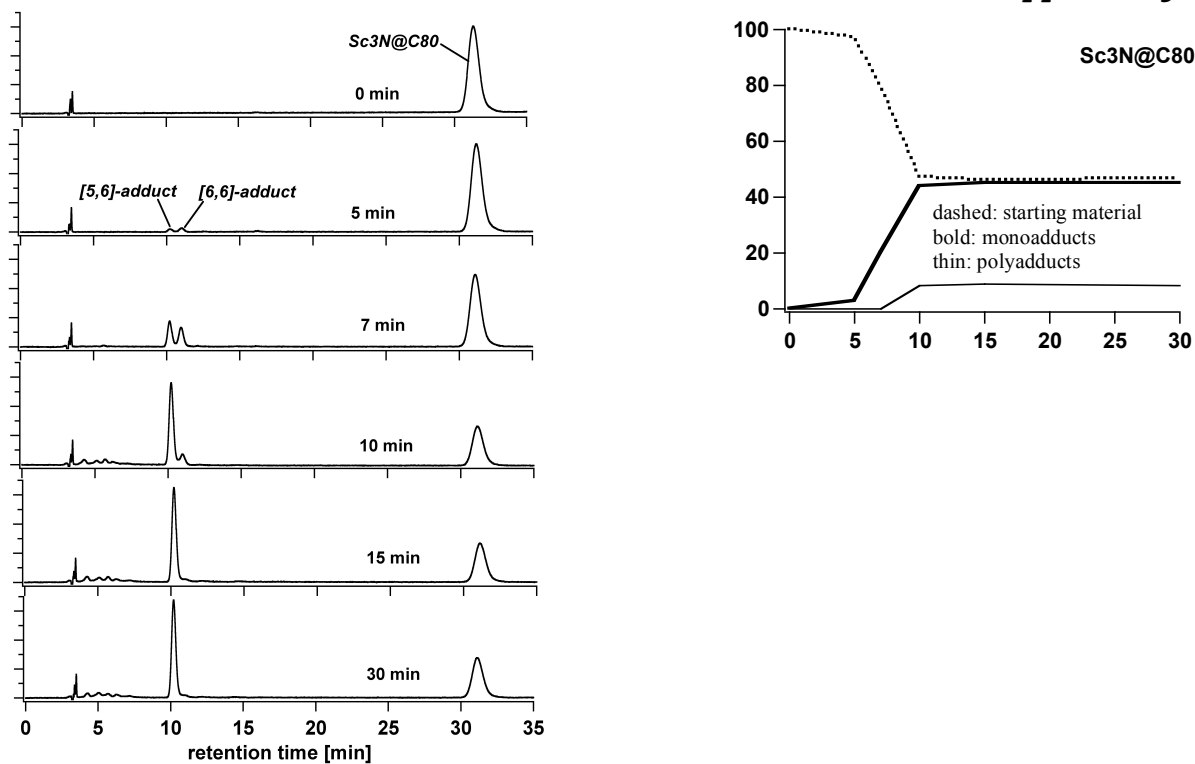 Sc3N@C80
0 min
[5,6]-adduct [6,6]-adduct
5 min
7 min
10 min
15 min
30 min
0 5 10 15 20 25 30 35
retention time [min]
100
80
60
40
20
0
Sc3N@C80
dashed: starting material
bold: monoadducts
thin: polyadducts
0 5 10 15 20 25 30